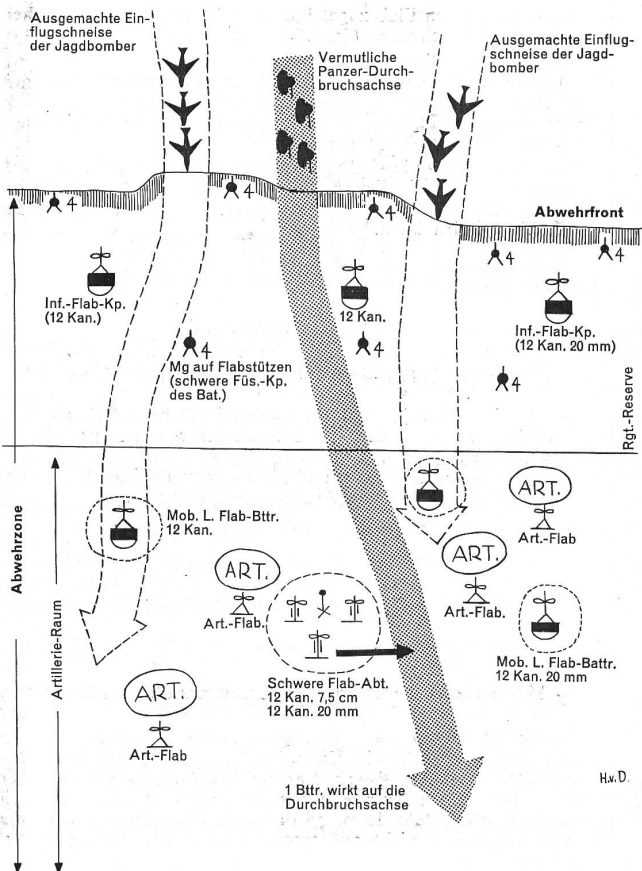 Ausgemachte Ein-
flugschneise
der Jagdbomber
Vermutliche
Panzer-Durch-
bruchsachse
Ausgemachte Einflug-
schneise der Jagd-
bomber
4
4
4
Abwehrfront
4
4
Inf.-Flab-Kp.
(12 Kan.)
12 Kan.
Inf.-Flab-Kp.
(12 Kan. 20 mm)
4
Mg auf Flabstützen
(schwere Füs.-Kp.
des Bat.)
4
4
Rgt.-Reserve
Abwehrzone
Artillerie-Raum
Mob. L. Flab-Bttr.
12 Kan.
ART.
Art.-Flab
ART.
Art.-Flab.
ART.
Art.-Flab.
Mob. L. Flab-Battr.
12 Kan. 20 mm
Schwere Flab-Abt.
12 Kan. 7,5 cm
12 Kan. 20 mm
ART.
Art.-Flab
1 Bttr. wirkt auf die
Durchbruchsachse
H.v.D.